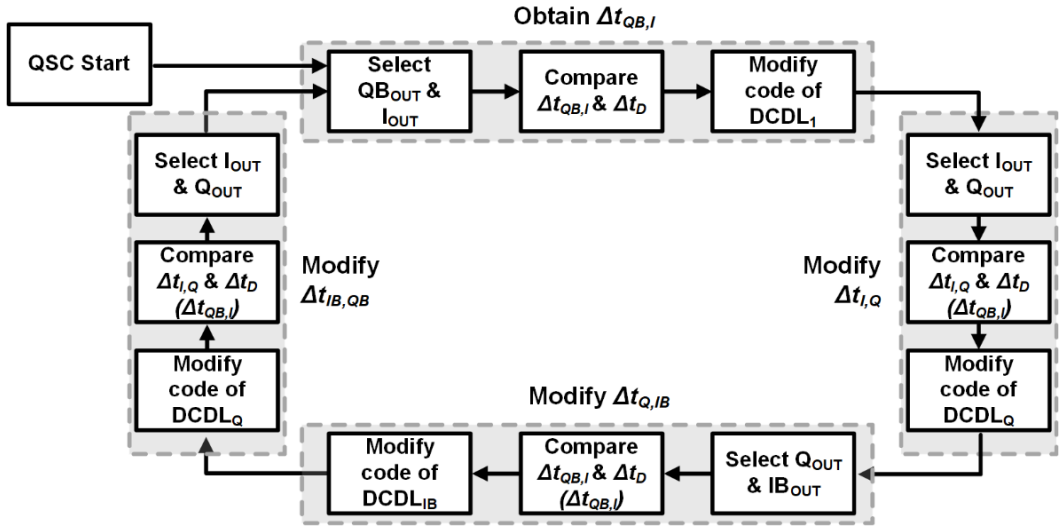 Obtain Δt_QB,I
QSC Start
Select
QB_OUT &
I_OUT
Compare
Δt_QB,I & Δt_D
Modify
code of
DCDL_1
Select I_OUT
& Q_OUT
Compare
Δt_I,Q & Δt_D
(Δt_QB,I)
Modify
code of
DCDL_Q
Modify
Δt_I,Q
Modify Δt_Q,IB
Select Q_OUT
& IB_OUT
Compare
Δt_QB,I & Δt_D
(Δt_QB,I)
Modify
code of
DCDL_IB
Modify
Δt_IB,QB
Select I_OUT
& Q_OUT
Compare
Δt_I,Q & Δt_D
(Δt_QB,I)
Modify
code of
DCDL_Q